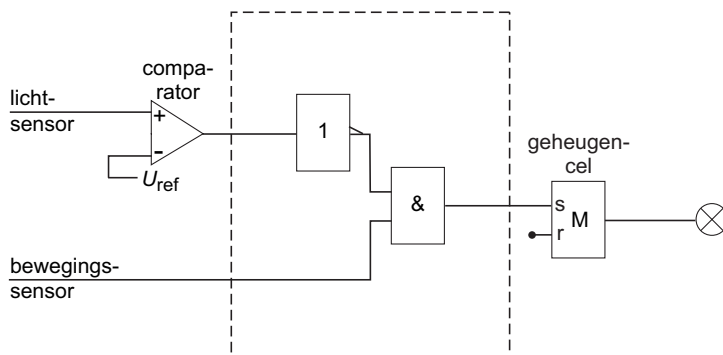 compa-
rator
licht-
sensor
+
-
Uref
1
&
geheugen-
cel
s
M
r
bewegings-
sensor